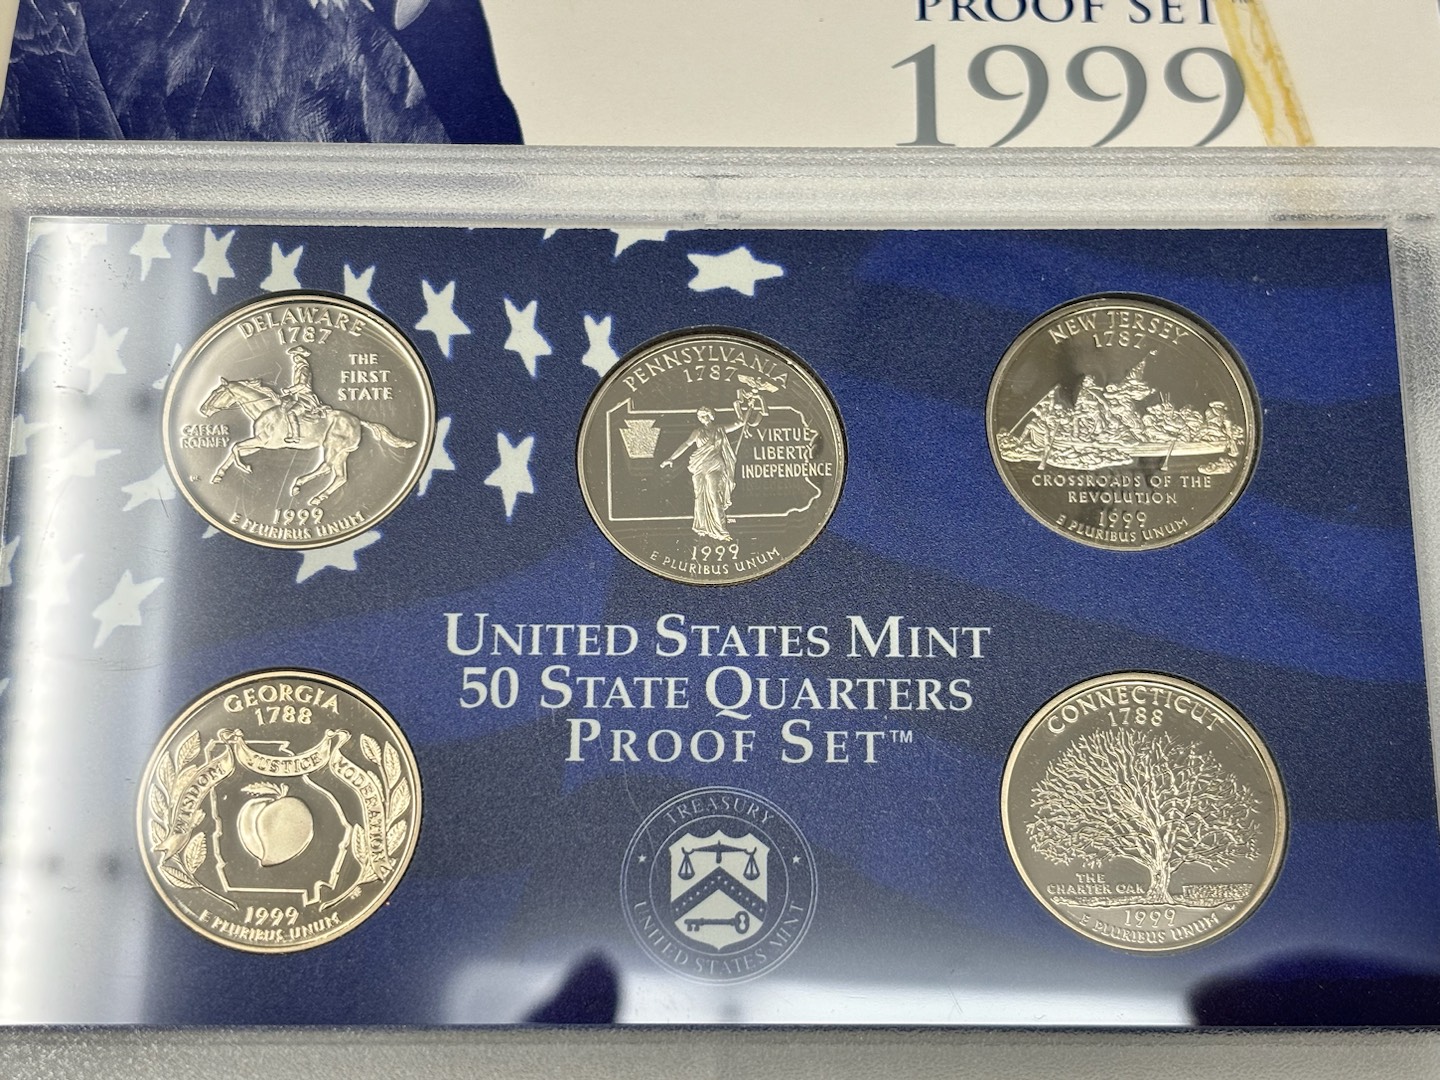 PROOF SET™
1999
DELAWARE
1787
THE
FIRST
STATE
CAESAR
RODNEY
1999
E PLURIBUS UNUM
PENNSYLVANIA
1787
VIRTUE
LIBERTY
INDEPENDENCE
1999
E PLURIBUS UNUM
NEW JERSEY
1787
CROSSROADS OF THE
REVOLUTION
1999
E PLURIBUS UNUM
UNITED STATES MINT
50 STATE QUARTERS
PROOF SET™
GEORGIA
1788
WISDOM JUSTICE MODERATION
1999
E PLURIBUS UNUM
TREASURY
UNITED STATES MINT
CONNECTICUT
1788
THE
CHARTER OAK
1999
E PLURIBUS UNUM